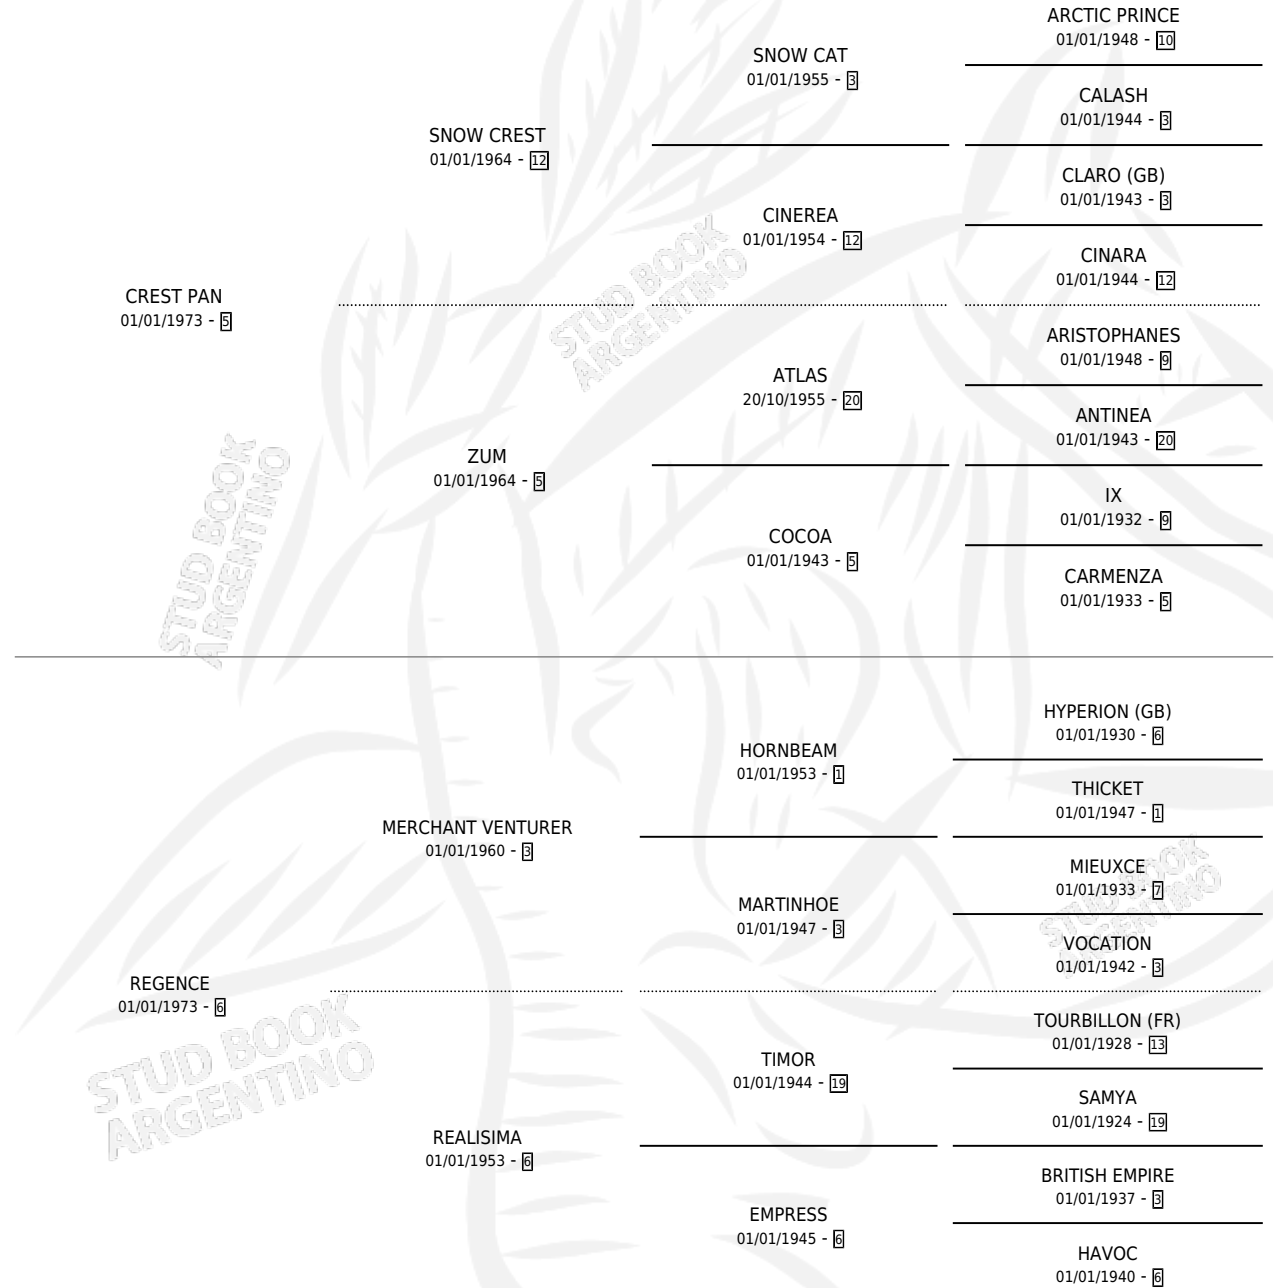 ARCTIC PRINCE
01/01/1948 - 10
SNOW CAT
01/01/1955 - 3
CALASH
01/01/1944 - 3
SNOW CREST
01/01/1964 - 12
CLARO (GB)
01/01/1943 - 3
CINEREA
01/01/1954 - 12
CINARA
01/01/1944 - 12
CREST PAN
01/01/1973 - 5
STUD BOOK
ARGENTINO
ARISTOPHANES
01/01/1948 - 9
ATLAS
20/10/1955 - 20
ANTINEA
01/01/1943 - 20
ZUM
01/01/1964 - 5
IX
01/01/1932 - 9
COCOA
01/01/1943 - 5
CARMENZA
01/01/1933 - 5
STUD BOOK
ARGENTINO
HYPERION (GB)
01/01/1930 - 6
HORNBEAM
01/01/1953 - 1
THICKET
01/01/1947 - 1
MERCHANT VENTURER
01/01/1960 - 3
MIEUXCE
01/01/1933 - 7
MARTINHOE
01/01/1947 - 3
VOCATION
01/01/1942 - 3
STUD BOOK
ARGENTINO
REGENCE
01/01/1973 - 6
STUD BOOK
ARGENTINO
TOURBILLON (FR)
01/01/1928 - 13
TIMOR
01/01/1944 - 19
SAMYA
01/01/1924 - 19
REALISIMA
01/01/1953 - 6
BRITISH EMPIRE
01/01/1937 - 3
EMPRESS
01/01/1945 - 6
HAVOC
01/01/1940 - 6